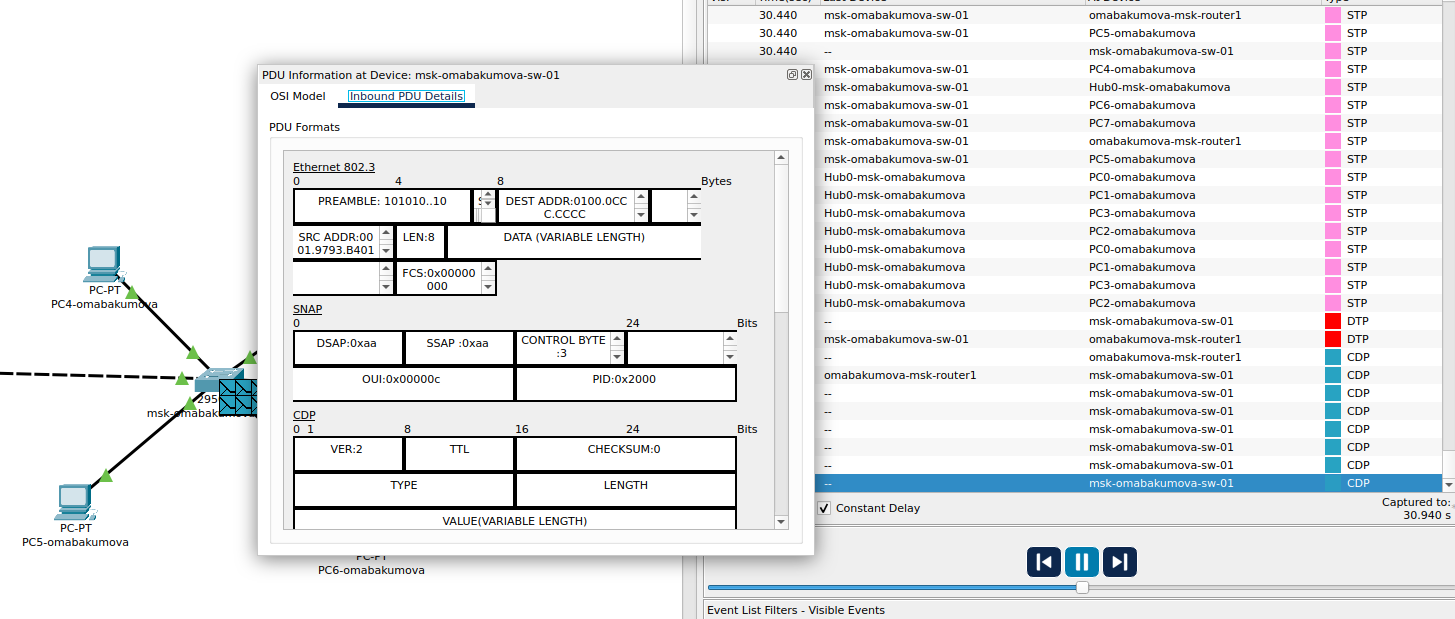 PC-PT
PC4-omabakumova
295
PC-PT
PC5-omabakumova
PC6-omabakumova
PDU Information at Device: msk-omabakumova-sw-01
OSI Model
Inbound PDU Details
PDU Formats
Ethernet 802.3
0 4 8 Bytes
PREAMBLE: 101010..10
DEST ADDR:0100.0CC
C.CCCC
SRC ADDR:00
01.9793.B401
LEN:8
DATA (VARIABLE LENGTH)
FCS:0x00000
000
SNAP
0 24 Bits
DSAP:0xaa
SSAP :0xaa
CONTROL BYTE
:3
OUI:0x00000c
PID:0x2000
CDP
0 1 8 16 24 Bits
VER:2
TTL
CHECKSUM:0
TYPE
LENGTH
VALUE(VARIABLE LENGTH)
30.440 msk-omabakumova-sw-01 omabakumova-msk-router1 STP
30.440 msk-omabakumova-sw-01 PC5-omabakumova STP
30.440 -- msk-omabakumova-sw-01 STP
msk-omabakumova-sw-01 PC4-omabakumova STP
msk-omabakumova-sw-01 Hub0-msk-omabakumova STP
msk-omabakumova-sw-01 PC6-omabakumova STP
msk-omabakumova-sw-01 PC7-omabakumova STP
msk-omabakumova-sw-01 omabakumova-msk-router1 STP
msk-omabakumova-sw-01 PC5-omabakumova STP
Hub0-msk-omabakumova PC0-omabakumova STP
Hub0-msk-omabakumova PC1-omabakumova STP
Hub0-msk-omabakumova PC3-omabakumova STP
Hub0-msk-omabakumova PC2-omabakumova STP
Hub0-msk-omabakumova PC0-omabakumova STP
Hub0-msk-omabakumova PC1-omabakumova STP
Hub0-msk-omabakumova PC3-omabakumova STP
Hub0-msk-omabakumova PC2-omabakumova STP
-- msk-omabakumova-sw-01 DTP
msk-omabakumova-sw-01 omabakumova-msk-router1 DTP
-- omabakumova-msk-router1 CDP
omabakumova-msk-router1 msk-omabakumova-sw-01 CDP
-- msk-omabakumova-sw-01 CDP
-- msk-omabakumova-sw-01 CDP
-- msk-omabakumova-sw-01 CDP
-- msk-omabakumova-sw-01 CDP
-- msk-omabakumova-sw-01 CDP
-- msk-omabakumova-sw-01 CDP
Constant Delay
Captured to:
30.940 s
Event List Filters - Visible Events